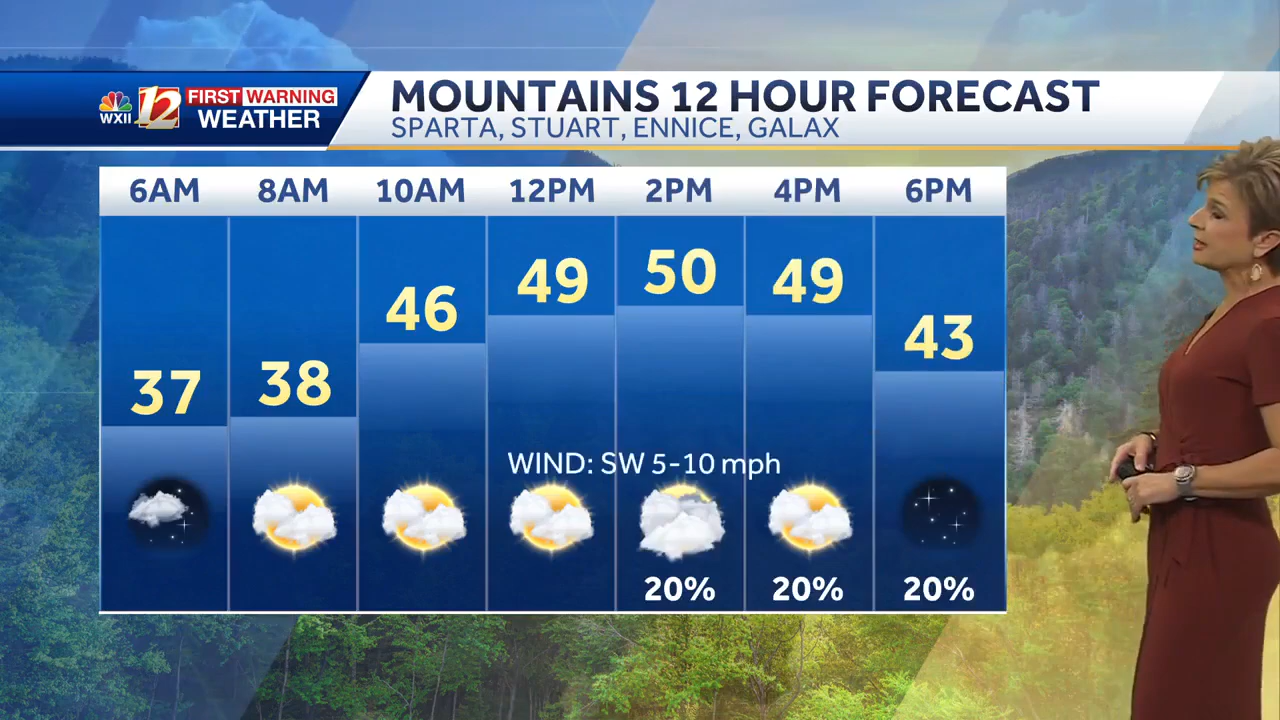 WXII 12 FIRST WARNING
WEATHER
MOUNTAINS 12 HOUR FORECAST
SPARTA, STUART, ENNICE, GALAX
6AM 8AM 10AM 12PM 2PM 4PM 6PM
37 38 46 49 50 49 43
WIND: SW 5-10 mph
20% 20% 20%